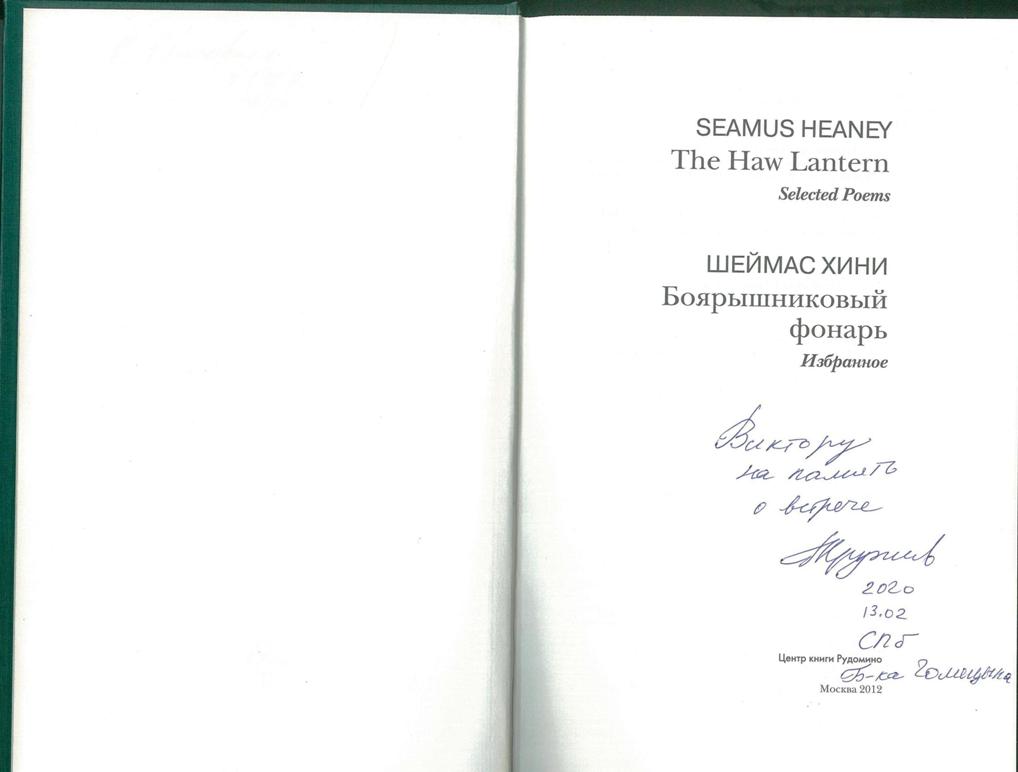 SEAMUS HEANEY
The Haw Lantern
Selected Poems
ШЕЙМАС ХИНИ
Боярышниковый
фонарь
Избранное
Виктору
на память
о встрече
2020
13.02
СПб
Центр книги Рудомино
Б-ка Голицына
Москва 2012